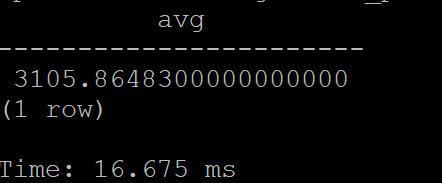 avg
------------------------
3105.8648300000000000
(1 row)
Time: 16.675 ms